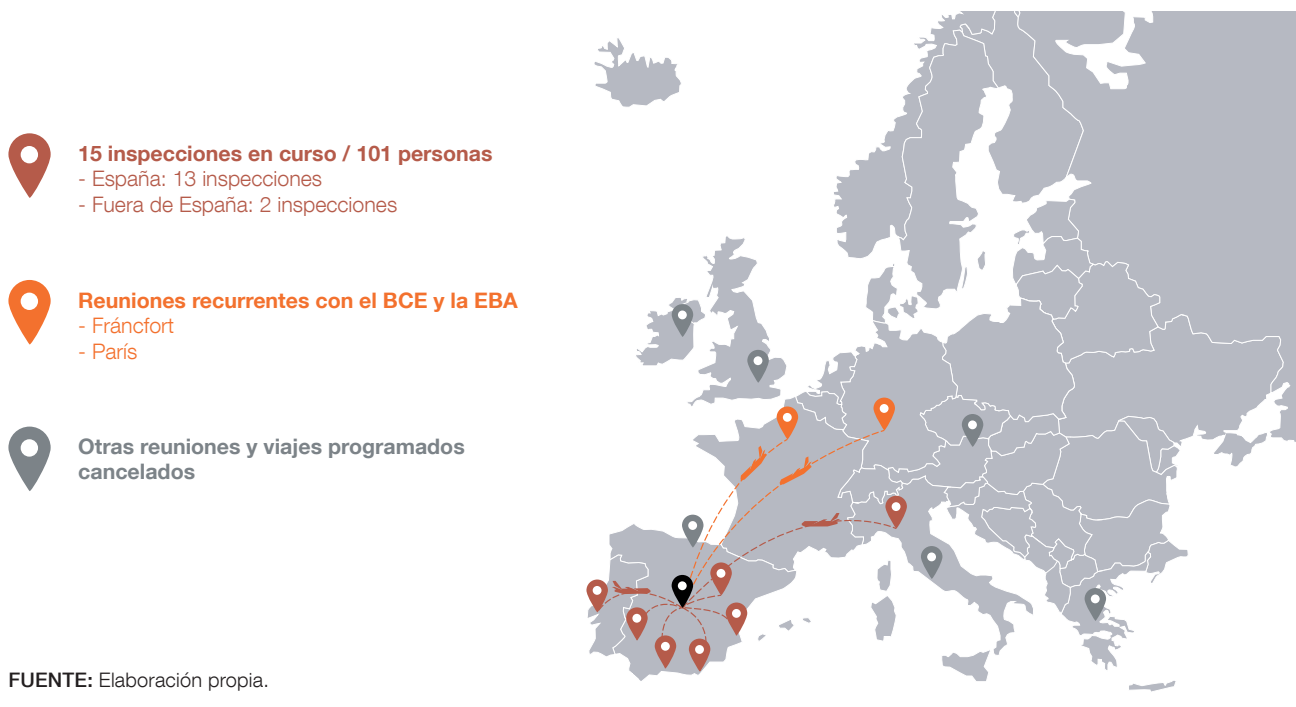 15 inspecciones en curso / 101 personas
- España: 13 inspecciones
- Fuera de España: 2 inspecciones
Reuniones recurrentes con el BCE y la EBA
- Fráncfort
- París
Otras reuniones y viajes programados
cancelados
FUENTE: Elaboración propia.